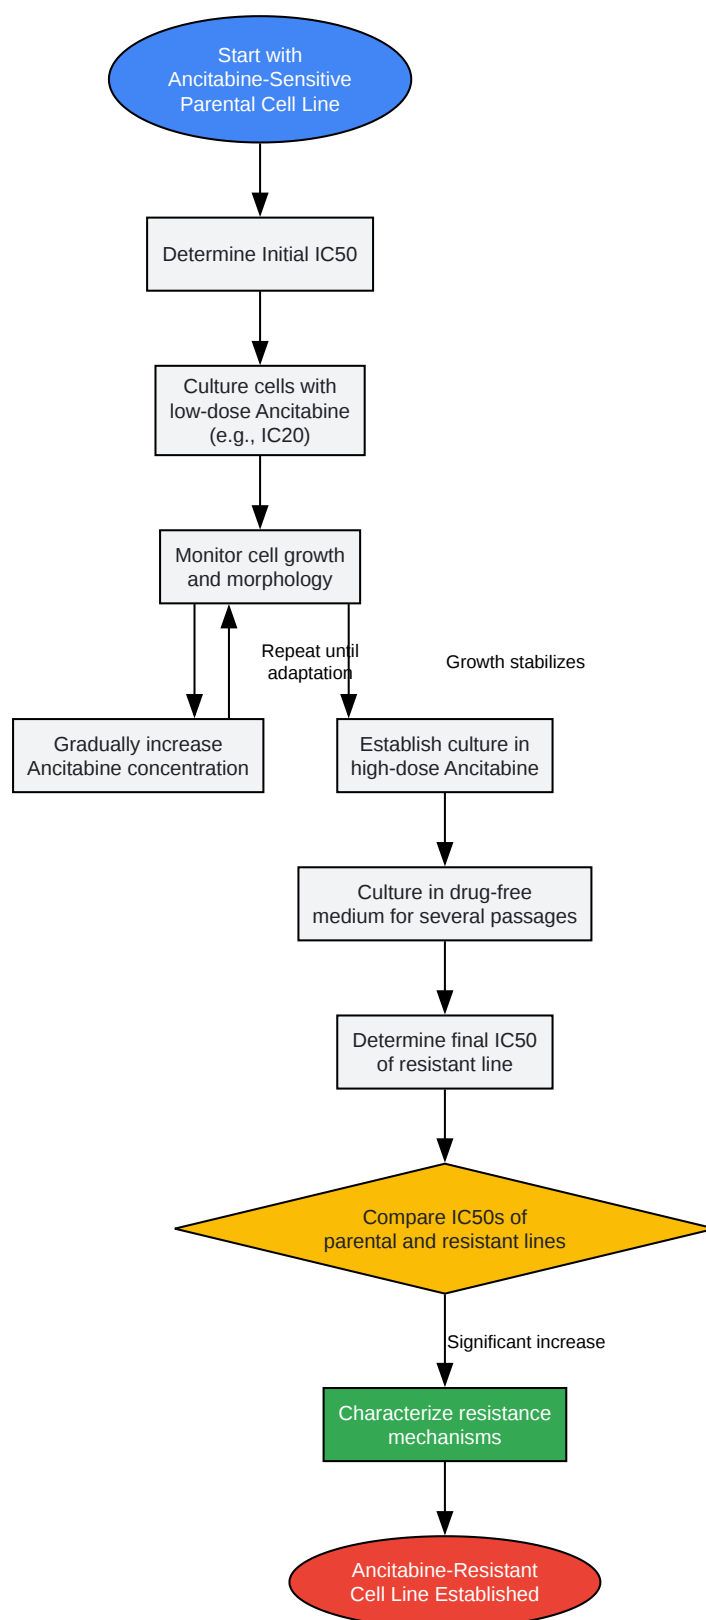 Start with
Ancitabine-Sensitive
Parental Cell Line
Determine Initial IC50
Culture cells with
low-dose Ancitabine
(e.g., IC20)
Monitor cell growth
and morphology
Repeat until
adaptation
Growth stabilizes
Gradually increase
Ancitabine concentration
Establish culture in
high-dose Ancitabine
Culture in drug-free
medium for several passages
Determine final IC50
of resistant line
Compare IC50s of
parental and resistant lines
Significant increase
Characterize resistance
mechanisms
Ancitabine-Resistant
Cell Line Established